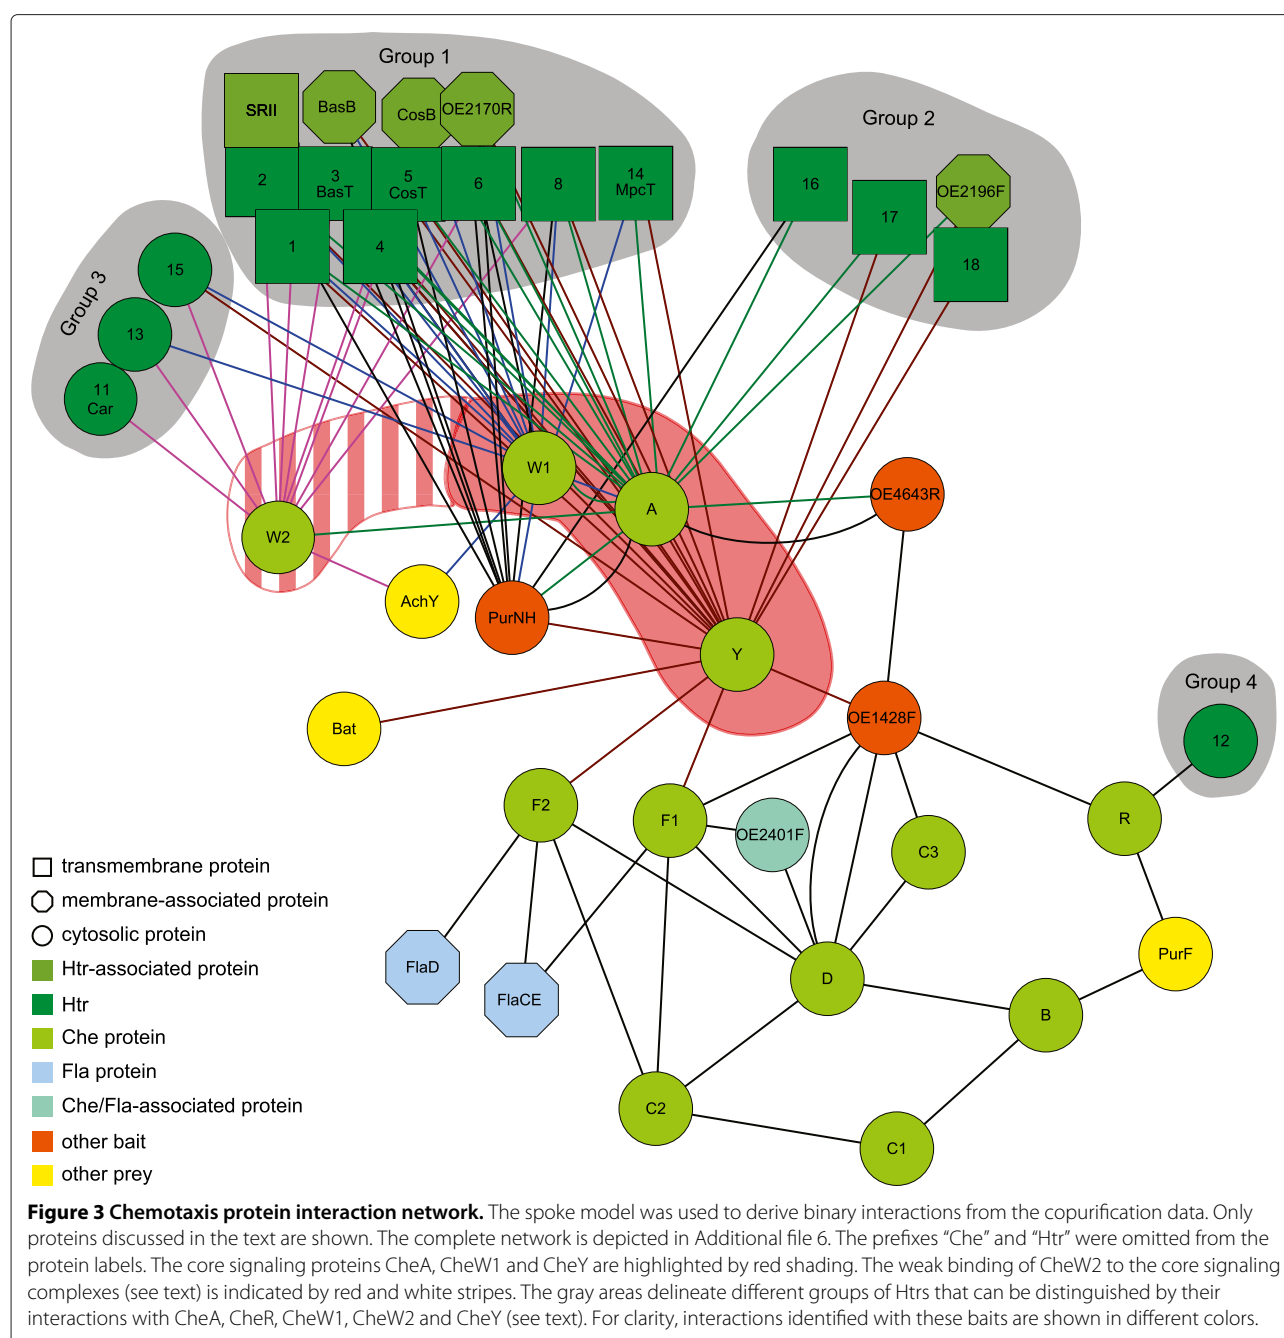 Group 1
SRII
BasB
CosB
OE2170R
2
3
BasT
5
CosT
6
8
14
MpcT
1
4
Group 2
16
17
OE2196F
18
Group 3
15
13
11
Car
W1
A
W2
OE4643R
AchY
PurNH
Y
Bat
OE1428F
Group 4
12
F2
F1
OE2401F
C3
R
FlaD
FlaCE
D
PurF
B
C2
C1
transmembrane protein
membrane-associated protein
cytosolic protein
Htr-associated protein
Htr
Che protein
Fla protein
Che/Fla-associated protein
other bait
other prey
Figure 3 Chemotaxis protein interaction network. The spoke model was used to derive binary interactions from the copurification data. Only
proteins discussed in the text are shown. The complete network is depicted in Additional file 6. The prefixes “Che” and “Htr” were omitted from the
protein labels. The core signaling proteins CheA, CheW1 and CheY are highlighted by red shading. The weak binding of CheW2 to the core signaling
complexes (see text) is indicated by red and white stripes. The gray areas delineate different groups of Htrs that can be distinguished by their
interactions with CheA, CheR, CheW1, CheW2 and CheY (see text). For clarity, interactions identified with these baits are shown in different colors.